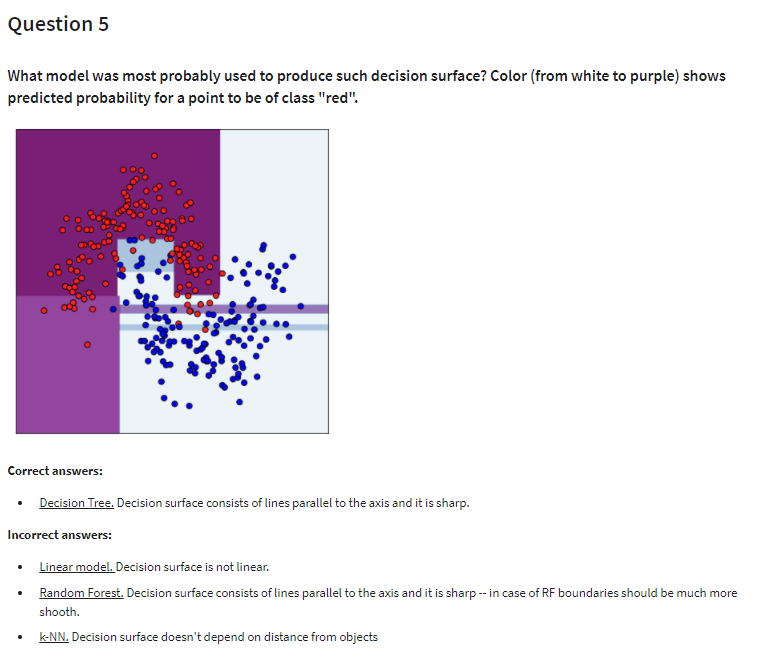 Question 5
What model was most probably used to produce such decision surface? Color (from white to purple) shows
predicted probability for a point to be of class "red".
Correct answers:
• Decision Tree. Decision surface consists of lines parallel to the axis and it is sharp.
Incorrect answers:
• Linear model. Decision surface is not linear.
• Random Forest. Decision surface consists of lines parallel to the axis and it is sharp -- in case of RF boundaries should be much more
shooth.
• k-NN. Decision surface doesn't depend on distance from objects